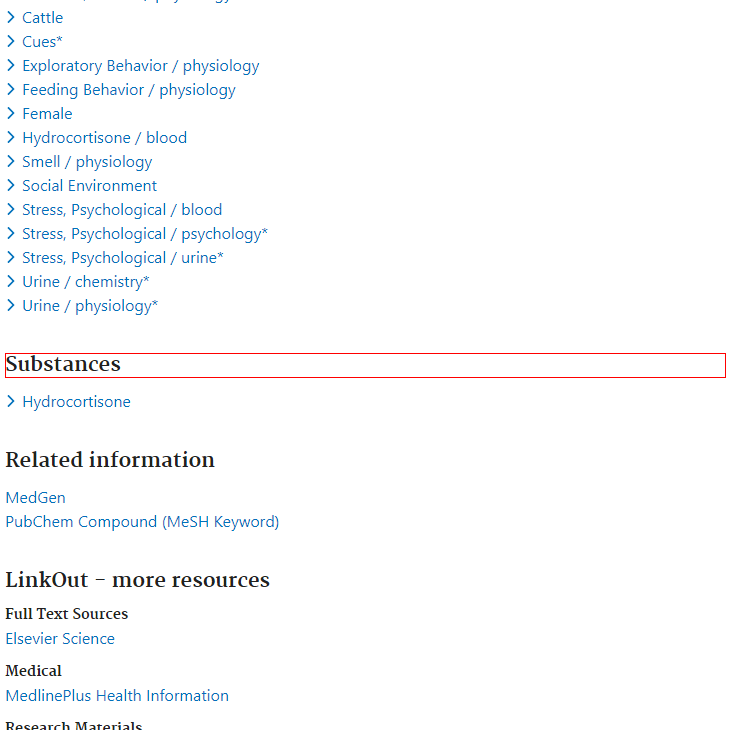 Cattle
Cues*
Exploratory Behavior / physiology
Feeding Behavior / physiology
Female
Hydrocortisone / blood
Smell / physiology
Social Environment
Stress, Psychological / blood
Stress, Psychological / psychology*
Stress, Psychological / urine*
Urine / chemistry*
Urine / physiology*
Substances
Hydrocortisone
Related information
MedGen
PubChem Compound (MeSH Keyword)
LinkOut - more resources
Full Text Sources
Elsevier Science
Medical
MedlinePlus Health Information
Research Materials